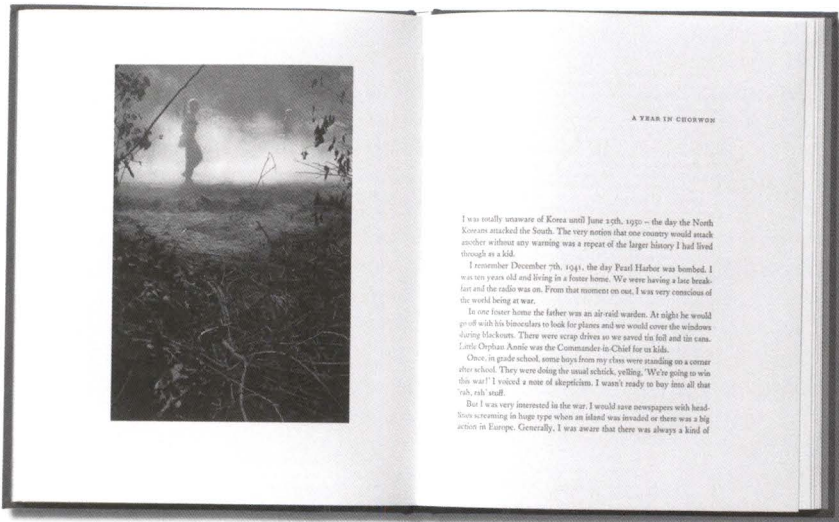 A YEAR IN CHORWON
I was totally unaware of Korea until June 25th, 1950 – the day the North
Koreans attacked the South. The very notion that one country would attack
another without any warning was a repeat of the larger history I had lived
through as a kid.
I remember December 7th, 1941, the day Pearl Harbor was bombed. I
was ten years old and living in a foster home. We were having a late break-
fast and the radio was on. From that moment on out, I was very conscious of
the world being at war.
In one foster home the father was an air-raid warden. At night he would
go off with his binoculars to look for planes and we would cover the windows
during blackouts. There were scrap drives so we saved tin foil and tin cans.
Little Orphan Annie was the Commander-in-Chief for us kids.
Once, in grade school, some boys from my class were standing on a corner
after school. They were doing the usual schtick, yelling, 'We're going to win
this war!' I voiced a note of skepticism. I wasn't ready to buy into all that
'rah, rah' stuff.
But I was very interested in the war. I would save newspapers with head-
lines screaming in huge type when an island was invaded or there was a big
action in Europe. Generally, I was aware that there was always a kind of